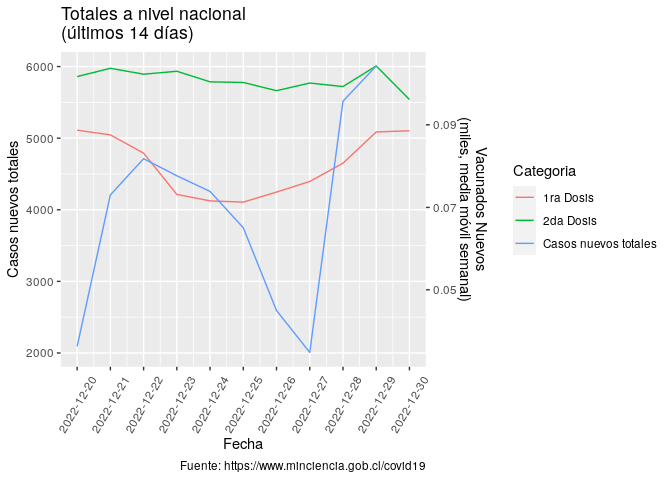 Totales a nivel nacional
(últimos 14 días)
Casos nuevos totales
6000
5000
4000
3000
2000
0.09
0.07
0.05
Vacunados Nuevos
(miles, media móvil semanal)
2022-12-20
2022-12-21
2022-12-22
2022-12-23
2022-12-24
2022-12-25
2022-12-26
2022-12-27
2022-12-28
2022-12-29
2022-12-30
Fecha
Categoria
1ra Dosis
2da Dosis
Casos nuevos totales
Fuente: https://www.minciencia.gob.cl/covid19